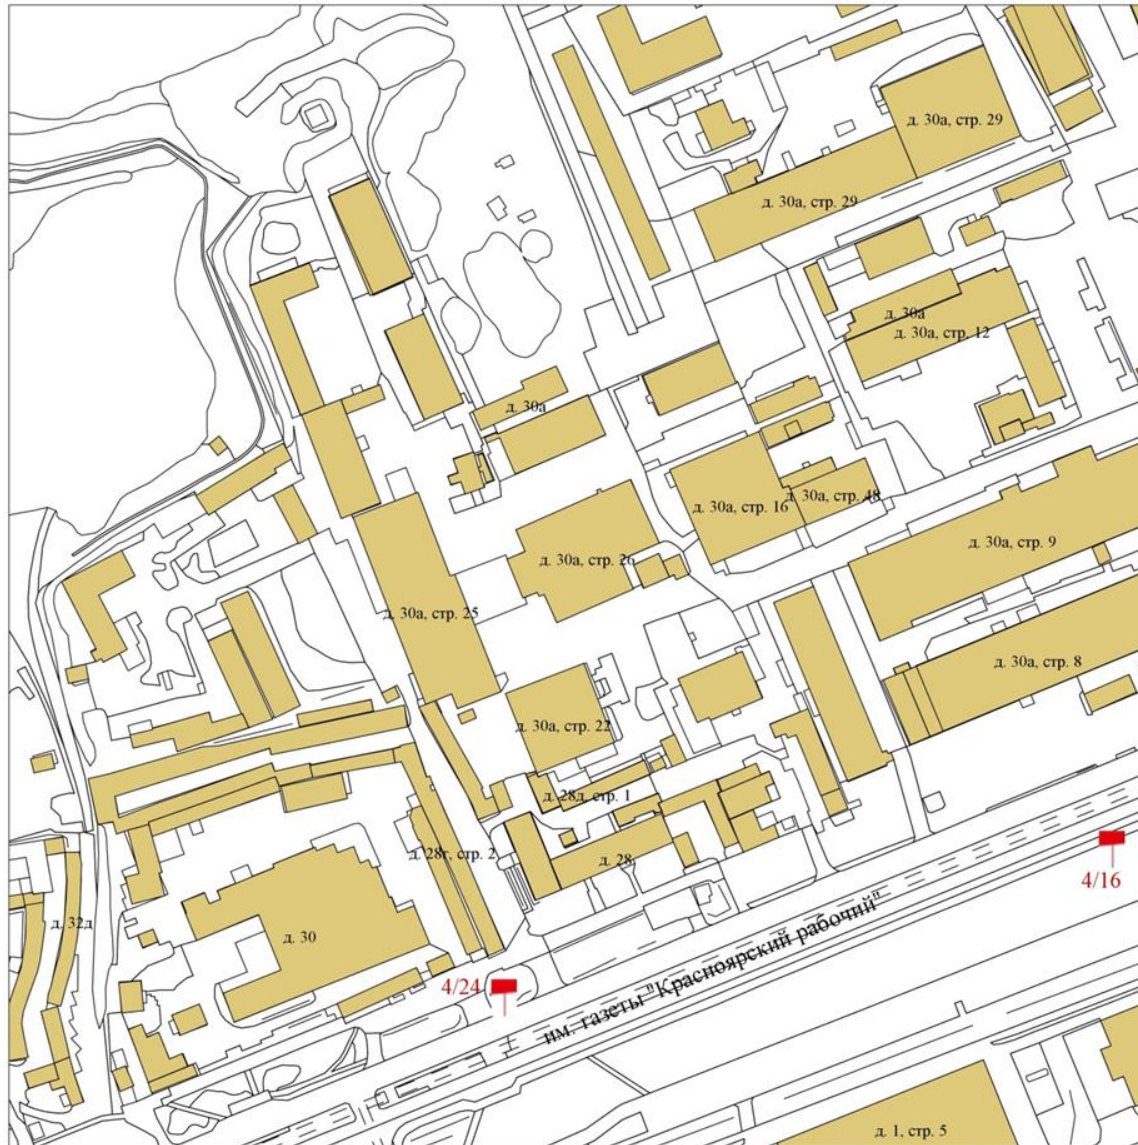 д. 30а, стр. 29
д. 30а, стр. 29
д. 30а
д. 30а, стр. 12
д. 30а
д. 30а, стр. 48
д. 30а, стр. 16
д. 30а, стр. 9
д. 30а, стр. 26
д. 30а, стр. 25
д. 30а, стр. 8
д. 30а, стр. 22
д. 28д, стр. 1
д. 28г, стр. 2
д. 28
4/16
д. 32д
д. 30
4/24
им. газеты "Красноярский рабочий"
д. 1, стр. 5